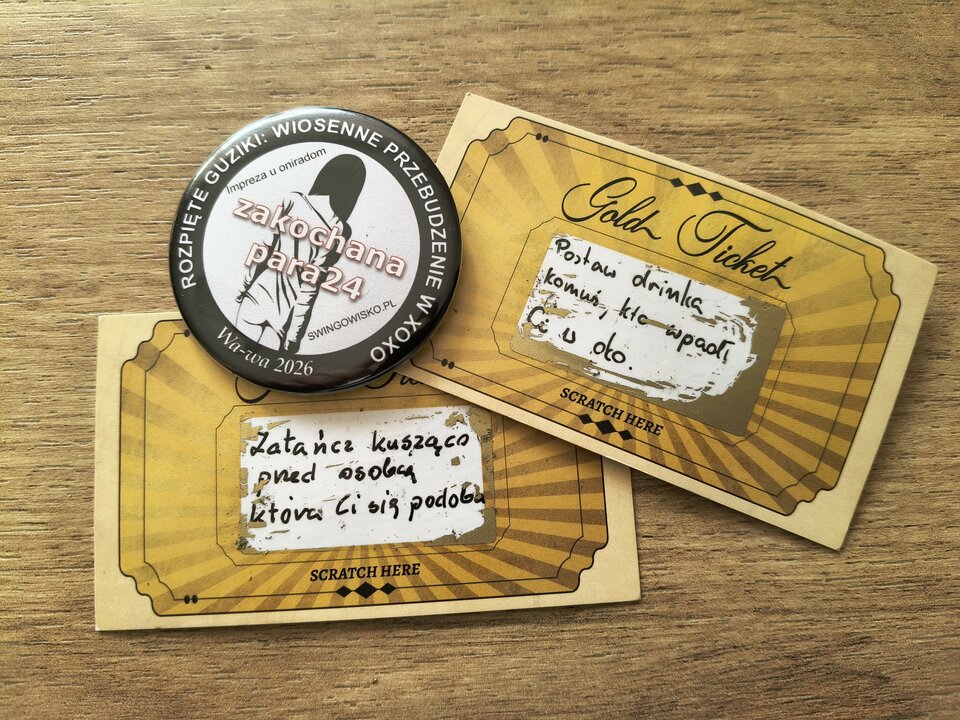 ROZPIĘTE GUZIKI: WIOSENNE PRZEBUDZENIE W XOXO
Impreza u oniradom
zakochana
para24
SWINGOWISKO.PL
Wa-wa 2026
Gold Ticket
Postaw drinka
komuś, kto wpadł
Ci w oko.
SCRATCH HERE
Zatańcz kusząco
pred osobą
która Ci się podoba
SCRATCH HERE